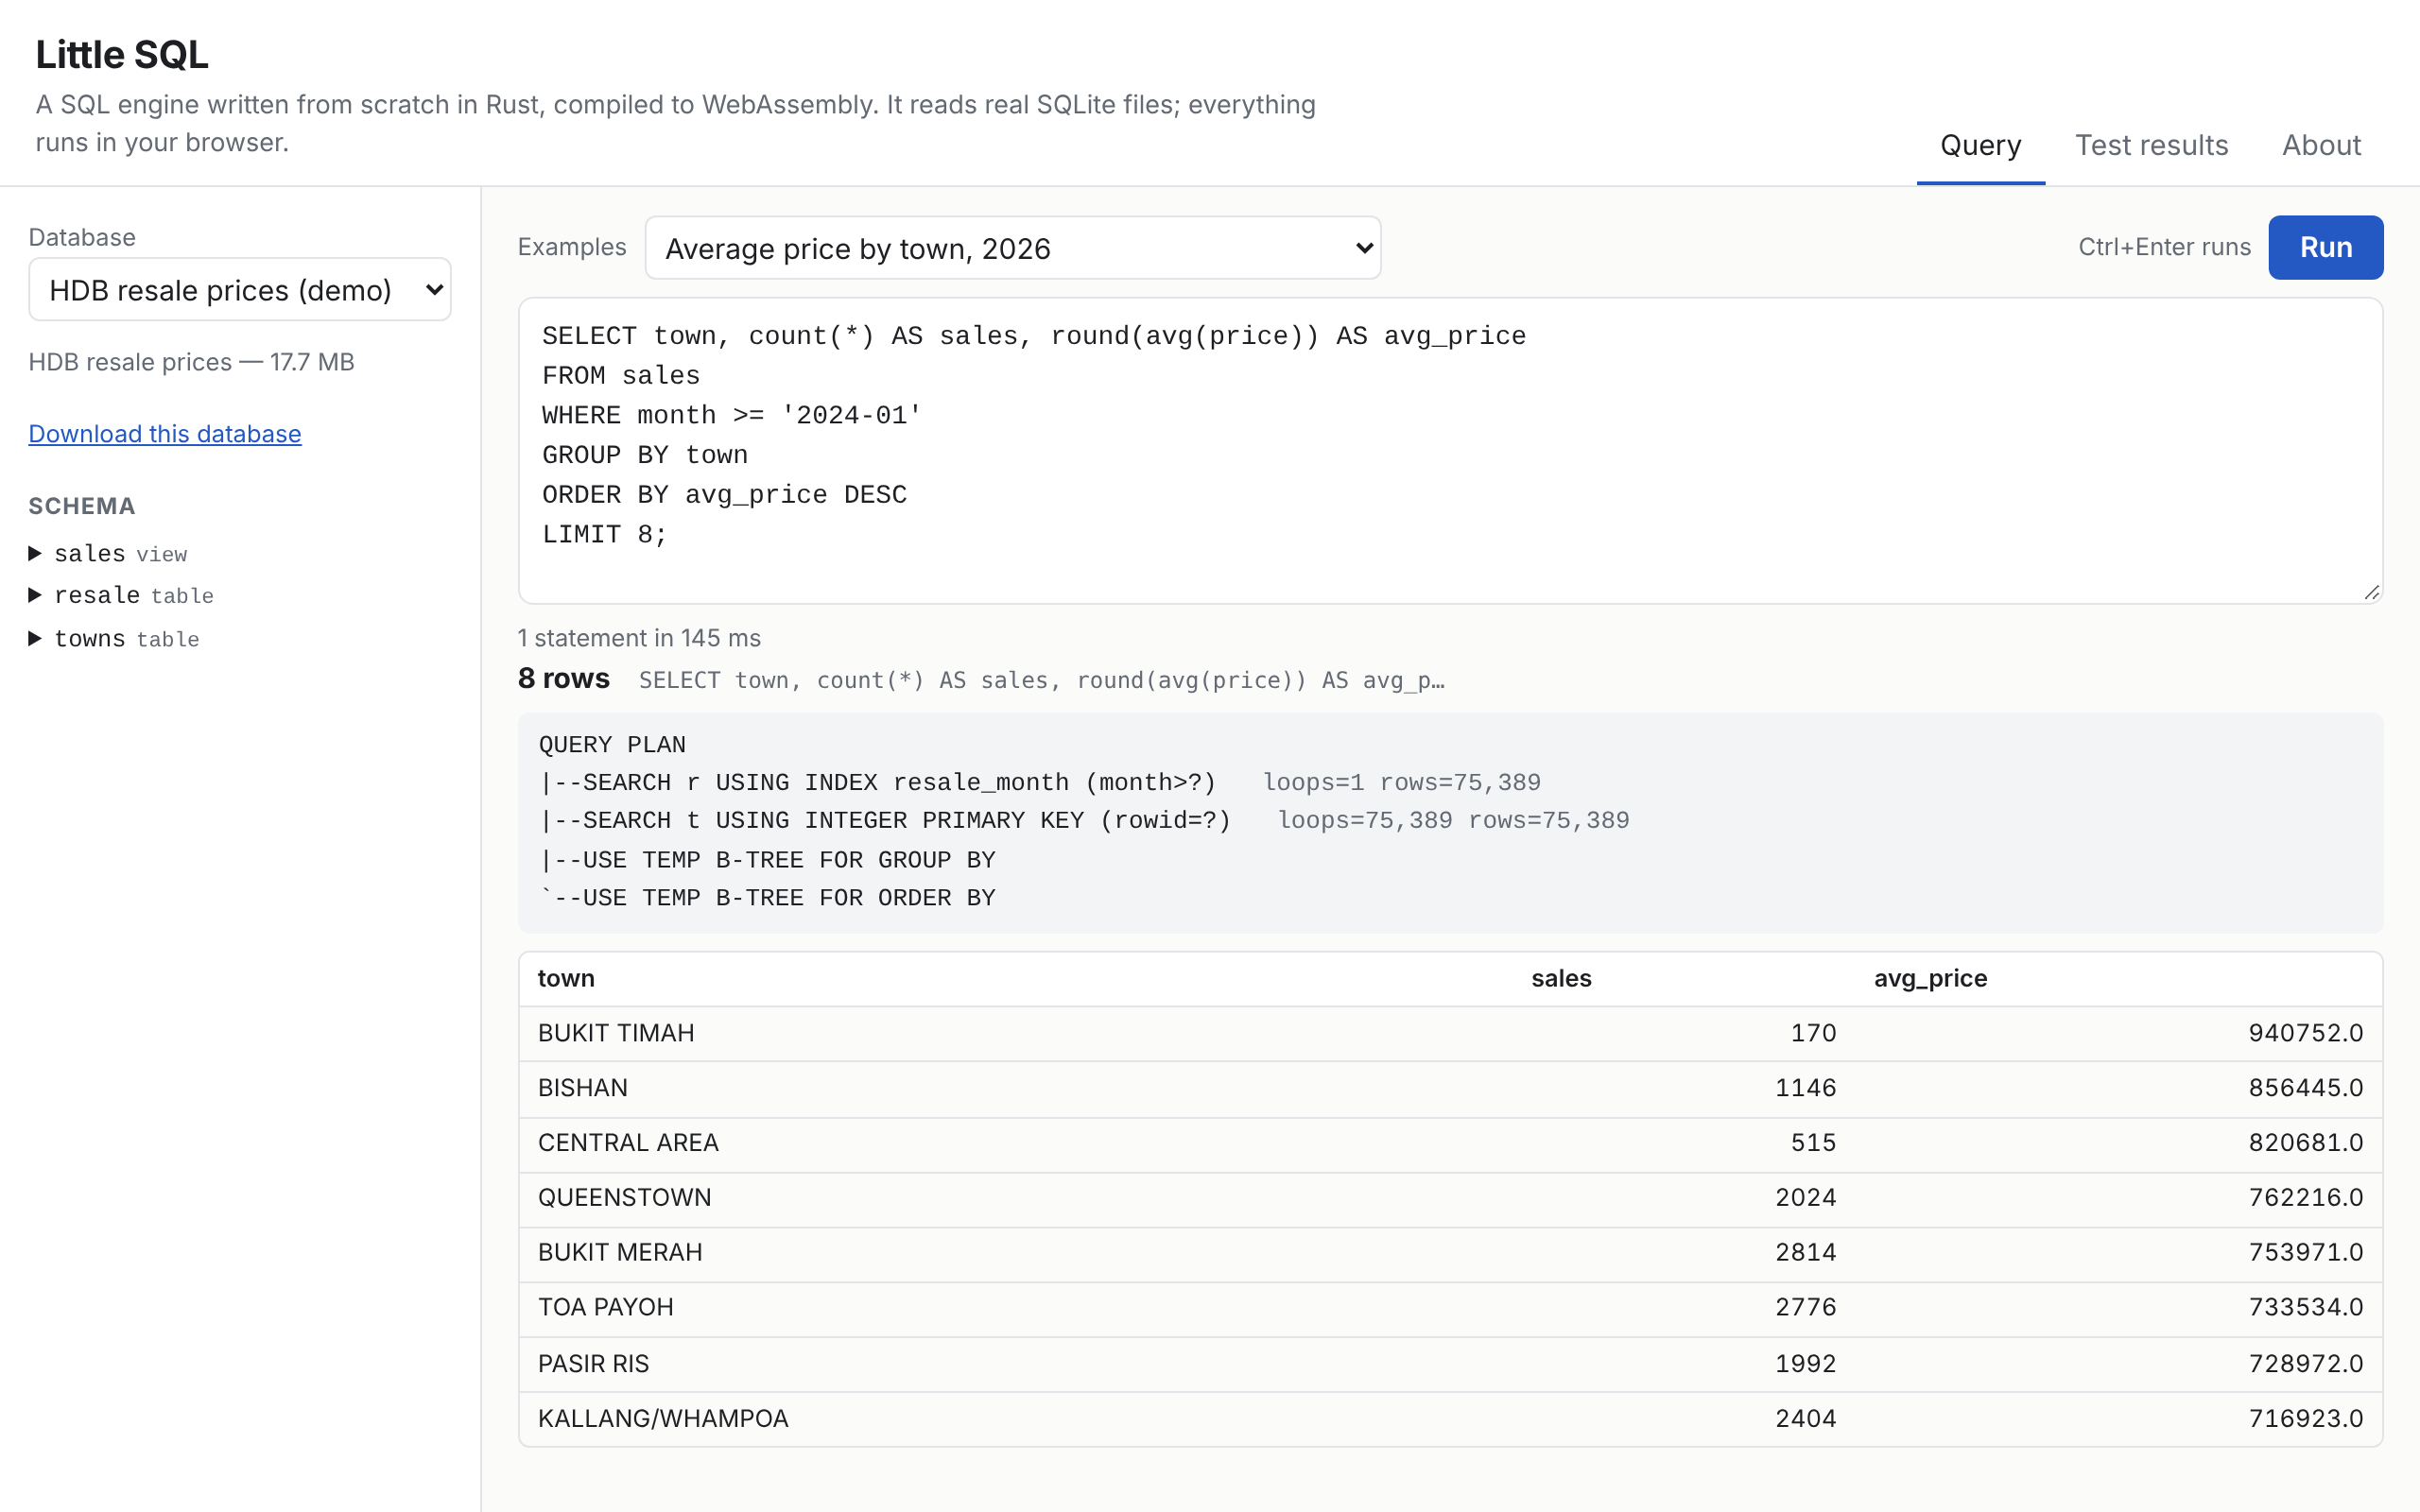 Little SQL
A SQL engine written from scratch in Rust, compiled to WebAssembly. It reads real SQLite files; everything
runs in your browser.
Query
Test results
About
Database
HDB resale prices (demo)
HDB resale prices — 17.7 MB
Download this database
SCHEMA
sales view
resale table
towns table
Examples
Average price by town, 2026
Ctrl+Enter runs
Run
SELECT town, count(*) AS sales, round(avg(price)) AS avg_price
FROM sales
WHERE month >= '2024-01'
GROUP BY town
ORDER BY avg_price DESC
LIMIT 8;
1 statement in 145 ms
8 rows SELECT town, count(*) AS sales, round(avg(price)) AS avg_p…
QUERY PLAN
|--SEARCH r USING INDEX resale_month (month>?) loops=1 rows=75,389
|--SEARCH t USING INTEGER PRIMARY KEY (rowid=?) loops=75,389 rows=75,389
|--USE TEMP B-TREE FOR GROUP BY
`--USE TEMP B-TREE FOR ORDER BY
town sales avg_price
BUKIT TIMAH 170 940752.0
BISHAN 1146 856445.0
CENTRAL AREA 515 820681.0
QUEENSTOWN 2024 762216.0
BUKIT MERAH 2814 753971.0
TOA PAYOH 2776 733534.0
PASIR RIS 1992 728972.0
KALLANG/WHAMPOA 2404 716923.0